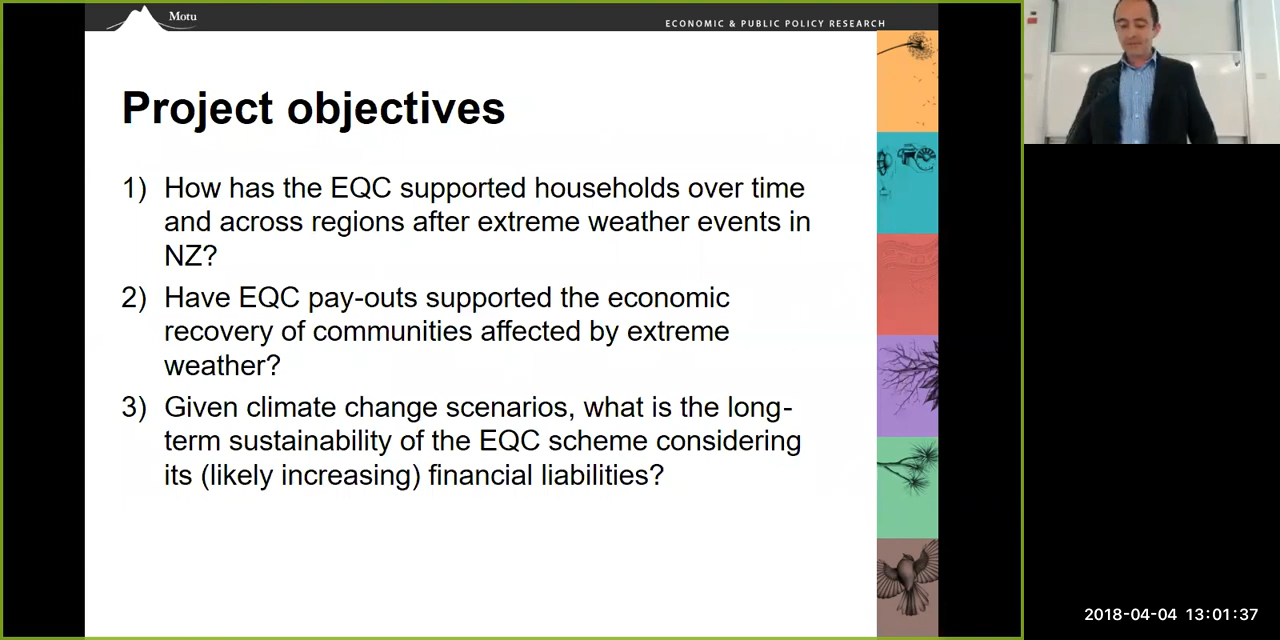 Motu
ECONOMIC & PUBLIC POLICY RESEARCH
Project objectives
1) How has the EQC supported households over time
and across regions after extreme weather events in
NZ?
2) Have EQC pay-outs supported the economic
recovery of communities affected by extreme
weather?
3) Given climate change scenarios, what is the long-
term sustainability of the EQC scheme considering
its (likely increasing) financial liabilities?
2018-04-04 13:01:37